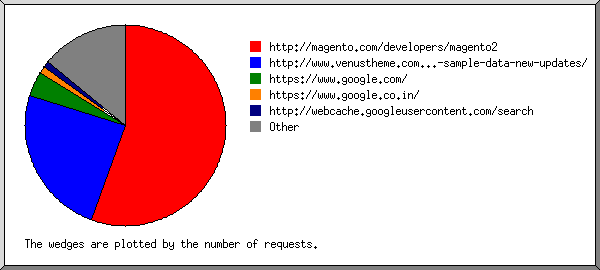 http://magento.com/developers/magento2
http://www.venustheme.com...-sample-data-new-updates/
https://www.google.com/
https://www.google.co.in/
http://webcache.googleusercontent.com/search
Other
The wedges are plotted by the number of requests.